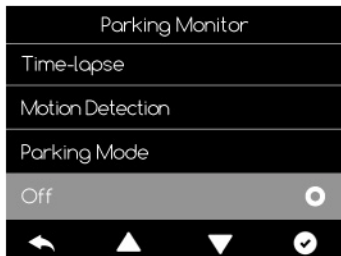 Parking Monitor
Time-lapse
Motion Detection
Parking Mode
Off